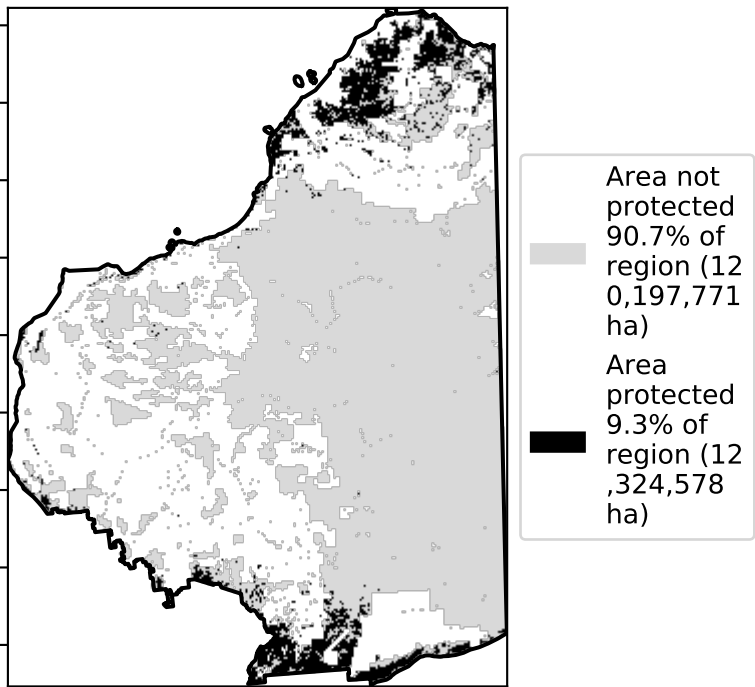 Area not
protected
90.7% of
region (12
0,197,771
ha)
Area
protected
9.3% of
region (12
,324,578
ha)